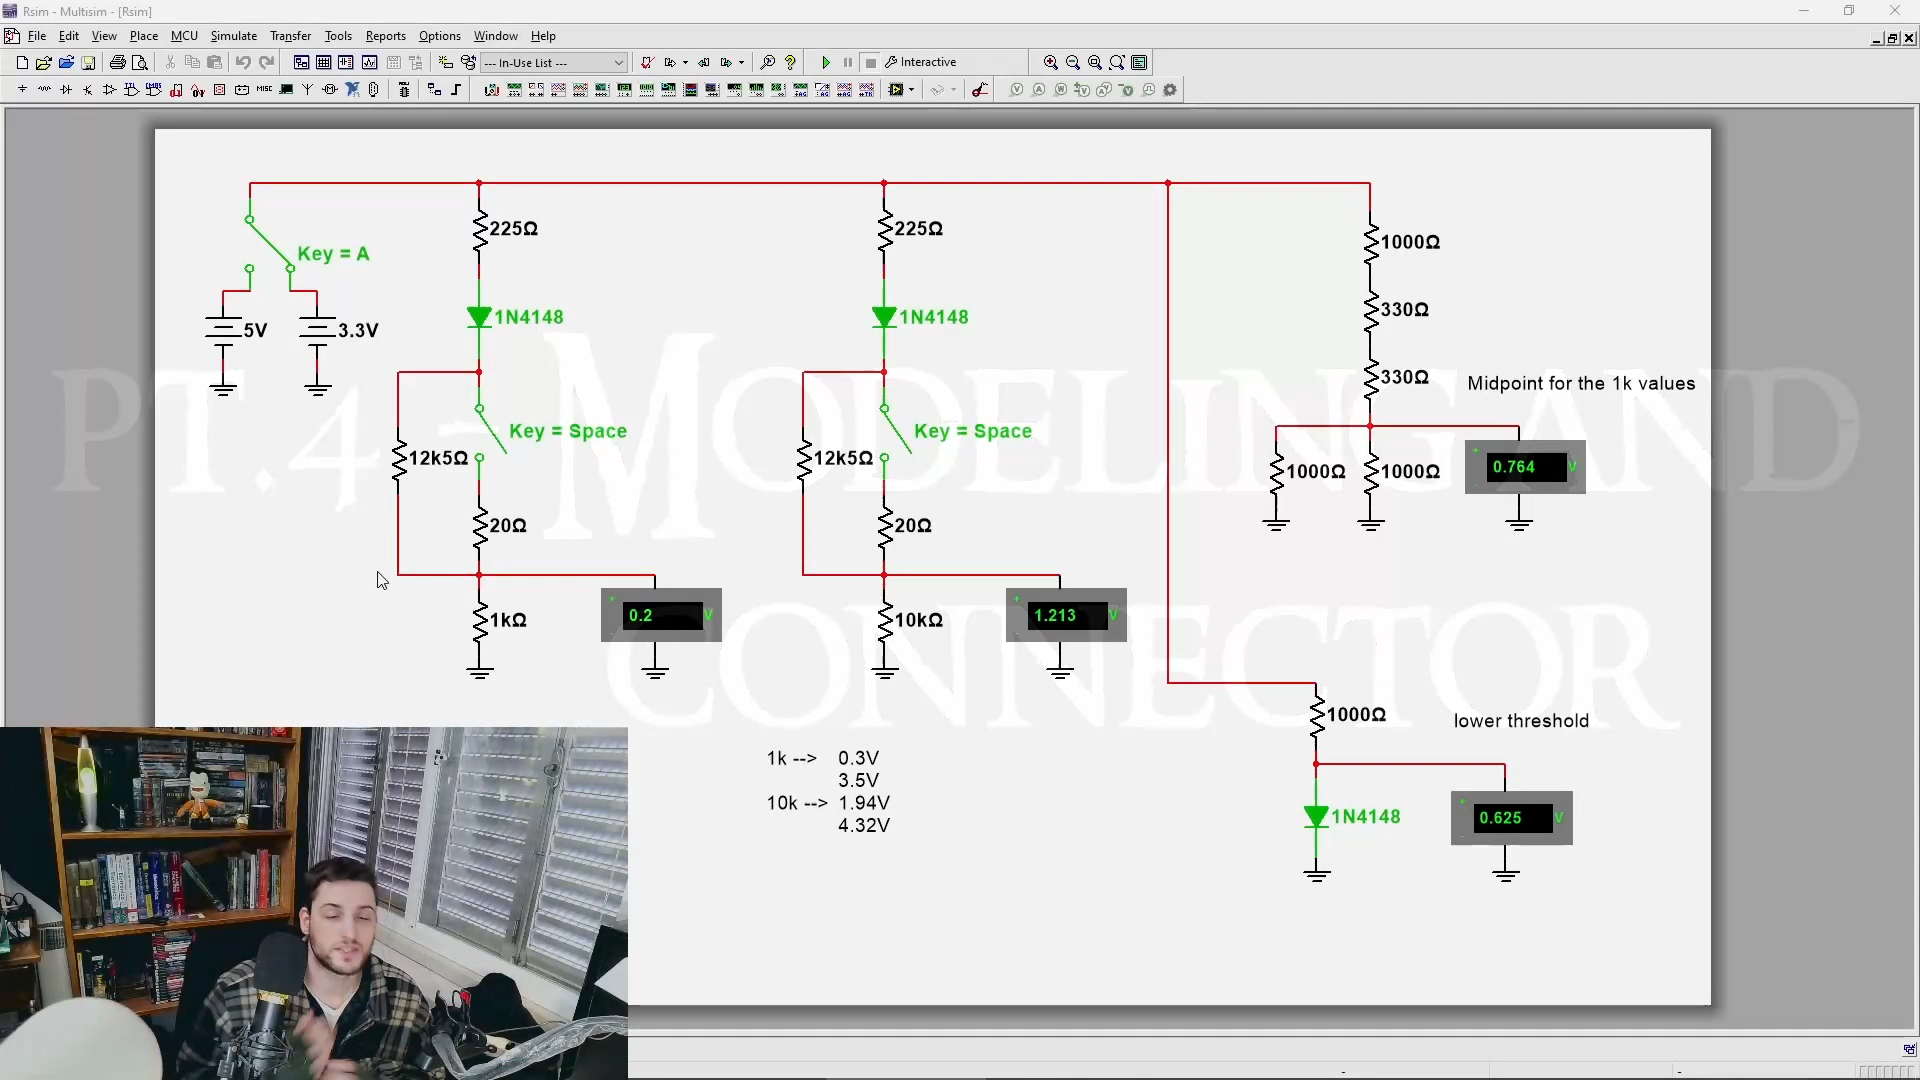 Rsim - Multisim - [Rsim]
File Edit View Place MCU Simulate Transfer Tools Reports Options Window Help
--- In-Use List ---
Interactive
MISC
225Ω
225Ω
1000Ω
Key = A
330Ω
1N4148
1N4148
5V
3.3V
330Ω
Midpoint for the 1k values
PT.4 - MODELING AND
CONNECTOR
Key = Space
Key = Space
12k5Ω
12k5Ω
1000Ω
1000Ω
0.764 V
20Ω
20Ω
1kΩ
0.2 V
10kΩ
1.213 V
1000Ω
lower threshold
1k --> 0.3V
3.5V
10k --> 1.94V
4.32V
1N4148
0.625 V